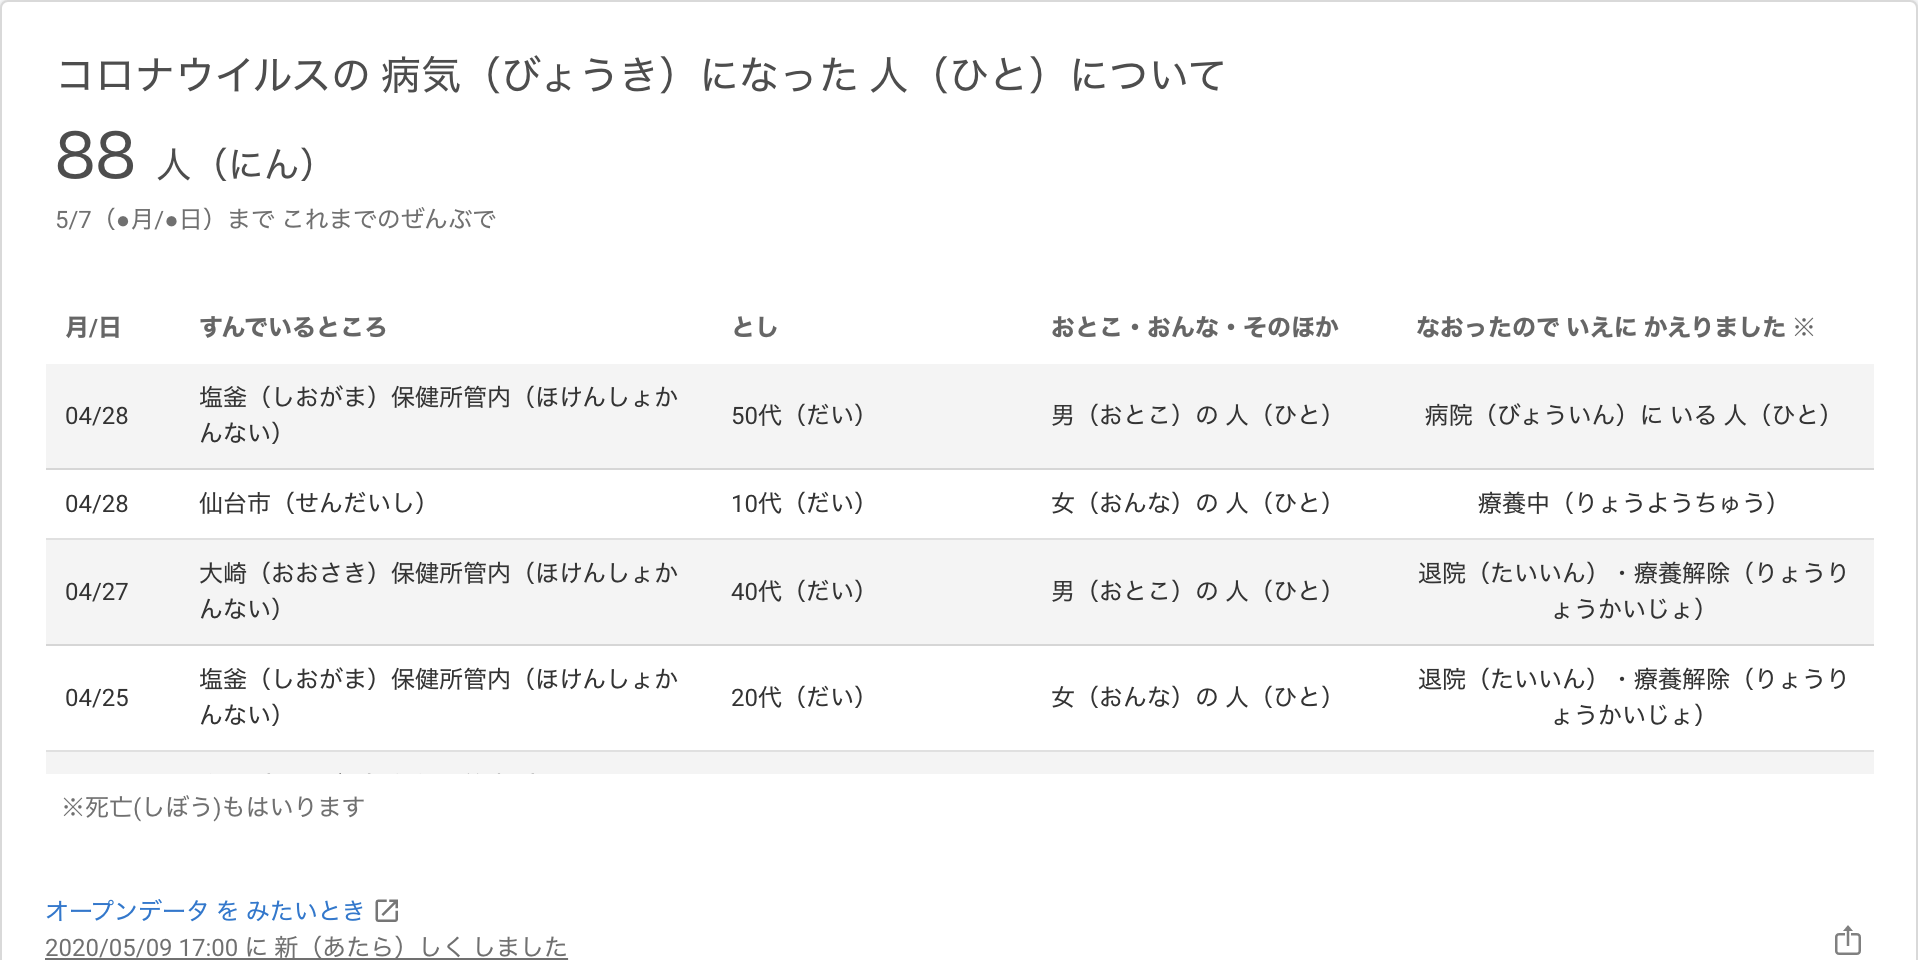 コロナウイルスの 病気（びょうき）になった 人（ひと）について
88 人（にん）
5/7（●月/●日）まで これまでのぜんぶで
月/日 すんでいるところ とし おとこ・おんな・そのほか なおったので いえに かえりました ※
04/28 塩釜（しおがま）保健所管内（ほけんしょか
んない） 50代（だい） 男（おとこ）の 人（ひと） 病院（びょういん）に いる 人（ひと）
04/28 仙台市（せんだいし） 10代（だい） 女（おんな）の 人（ひと） 療養中（りょうようちゅう）
04/27 大崎（おおさき）保健所管内（ほけんしょか
んない） 40代（だい） 男（おとこ）の 人（ひと） 退院（たいいん）・療養解除（りょうり
ょうかいじょ）
04/25 塩釜（しおがま）保健所管内（ほけんしょか
んない） 20代（だい） 女（おんな）の 人（ひと） 退院（たいいん）・療養解除（りょうり
ょうかいじょ）
※死亡(しぼう)もはいります
オープンデータ を みたいとき
2020/05/09 17:00 に 新（あたら）しく しました